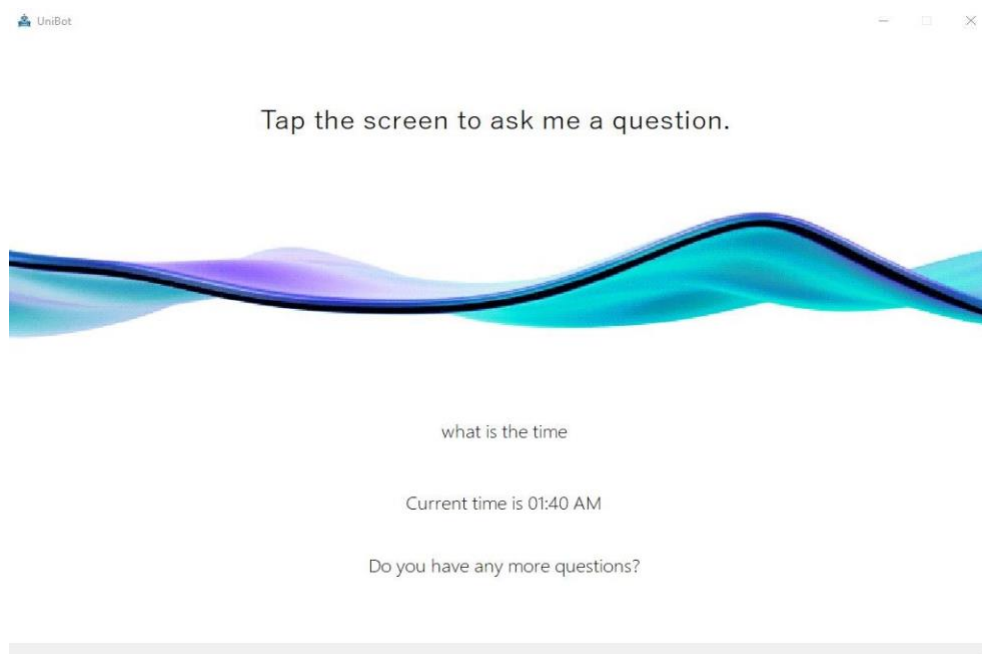 UniBot
Tap the screen to ask me a question.
what is the time
Current time is 01:40 AM
Do you have any more questions?